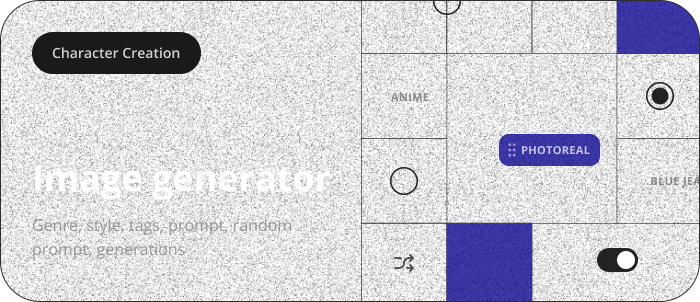 Character Creation
Image generator
Genre, style, tags, prompt, random
prompt, generations
ANIME
PHOTOREAL
BLUE JEA